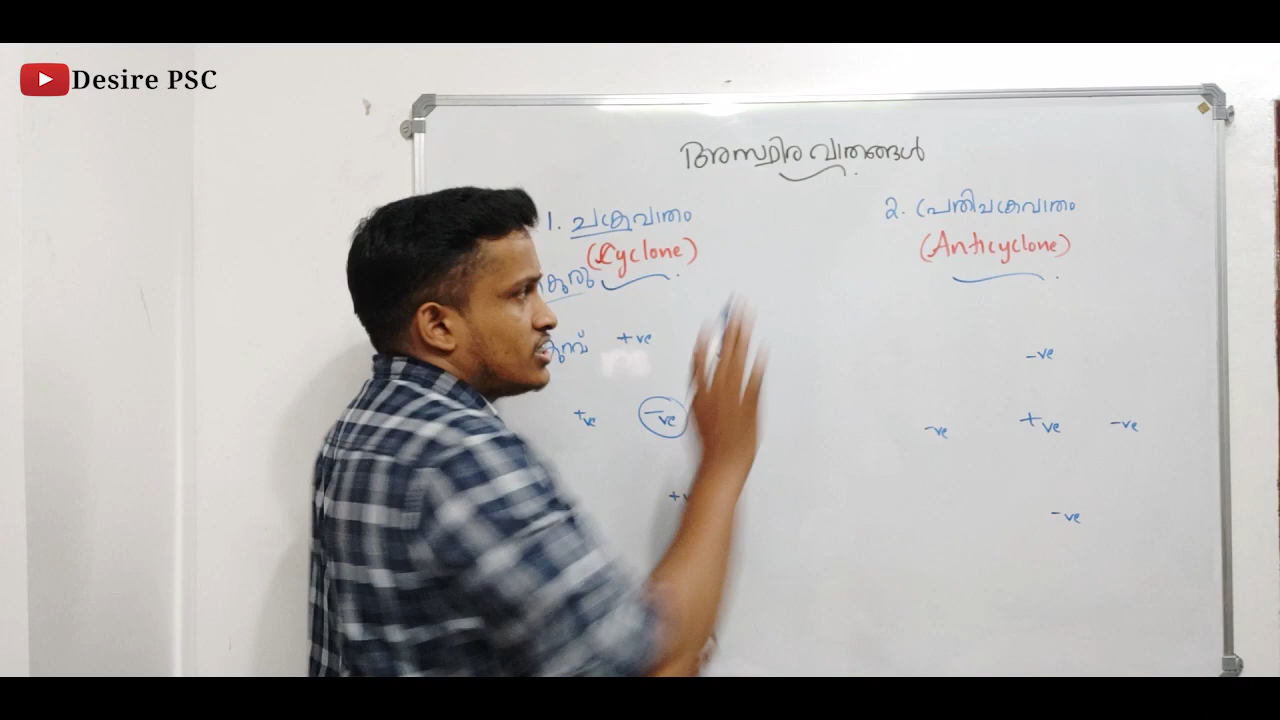 Desire PSC
അസ്ഥിര വാതങ്ങൾ
1. ചക്രവാതം
(Cyclone)
2. പ്രതിചക്രവാതം
(Anticyclone)
+ve
-ve
+ve
-ve
-ve
+ve
-ve
-ve